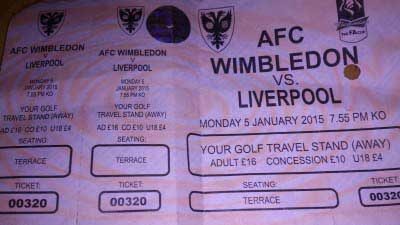 AFC WIMBLEDON
V
LIVERPOOL
MONDAY 5
JANUARY 2015
7.55 PM KO
YOUR GOLF
TRAVEL STAND (AWAY)
AD £16 CO £10 U18 £4
SEATING:
TERRACE
TICKET:
00320
AFC WIMBLEDON
V
LIVERPOOL
MONDAY 5
JANUARY 2015
7.55 PM KO
YOUR GOLF
TRAVEL STAND (AWAY)
AD £16 CO £10 U18 £4
SEATING:
TERRACE
TICKET:
00320
AFC
WIMBLEDON
VS.
LIVERPOOL
MONDAY 5 JANUARY 2015 7.55 PM KO
YOUR GOLF TRAVEL STAND (AWAY)
ADULT £16 CONCESSION £10 U18 £4
SEATING:
TERRACE
TICKET:
00320
THE FA CUP